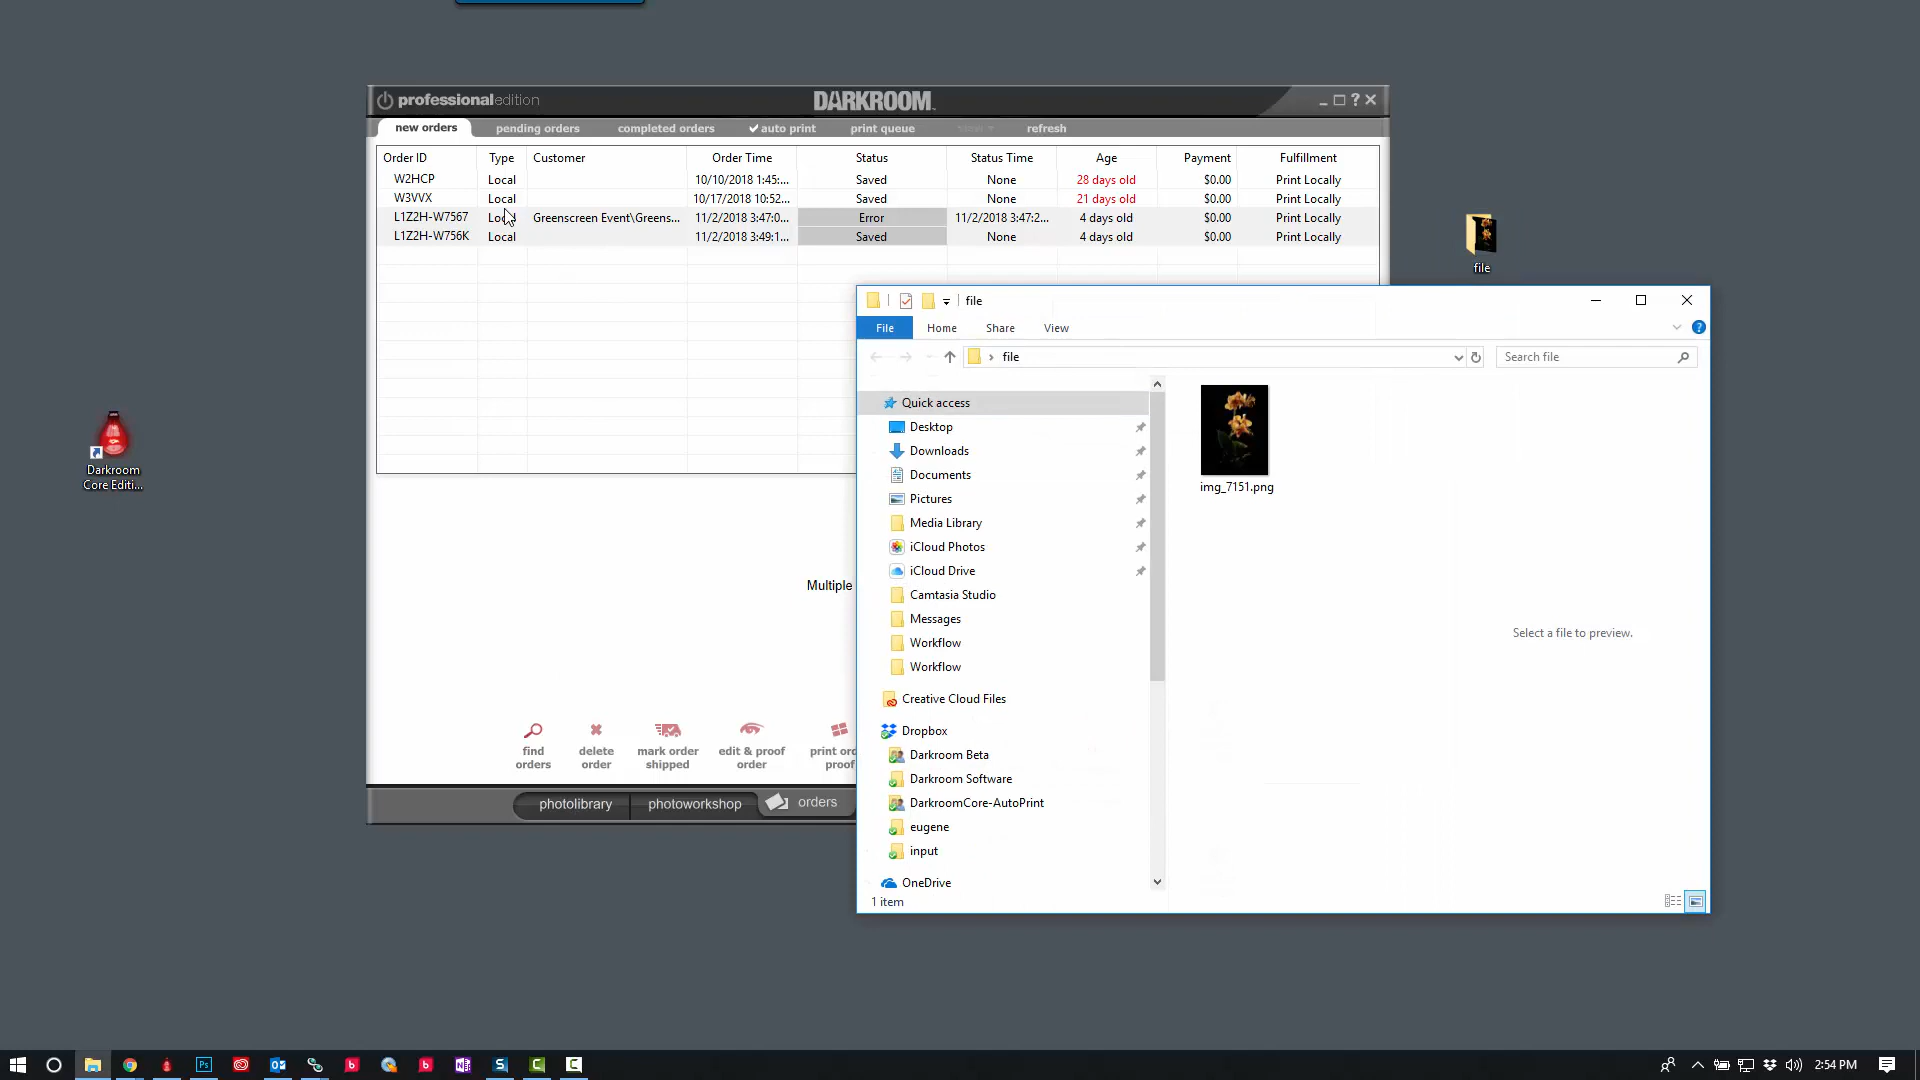 professionaledition
DARKROOM
new orders pending orders completed orders auto print print queue refresh
Order ID Type Customer Order Time Status Status Time Age Payment Fulfillment
W2HCP Local 10/10/2018 1:45:... Saved None 28 days old $0.00 Print Locally
W3VVX Local 10/17/2018 10:52... Saved None 21 days old $0.00 Print Locally
L1Z2H-W7567 Local Greenscreen Event\Greens... 11/2/2018 3:47:0... Error 11/2/2018 3:47:2... 4 days old $0.00 Print Locally
L1Z2H-W756K Local 11/2/2018 3:49:1... Saved None 4 days old $0.00 Print Locally
file
file
File Home Share View
file
Search file
Quick access
Desktop
Downloads
Documents
Pictures
Media Library
iCloud Photos
iCloud Drive
Camtasia Studio
Messages
Workflow
Workflow
Creative Cloud Files
Dropbox
Darkroom Beta
Darkroom Software
DarkroomCore-AutoPrint
eugene
input
OneDrive
1 item
img_7151.png
Select a file to preview.
Darkroom
Core Editi...
Multiple
find
orders
delete
order
mark order
shipped
edit & proof
order
print ord
proof
photolibrary photoworkshop orders
2:54 PM